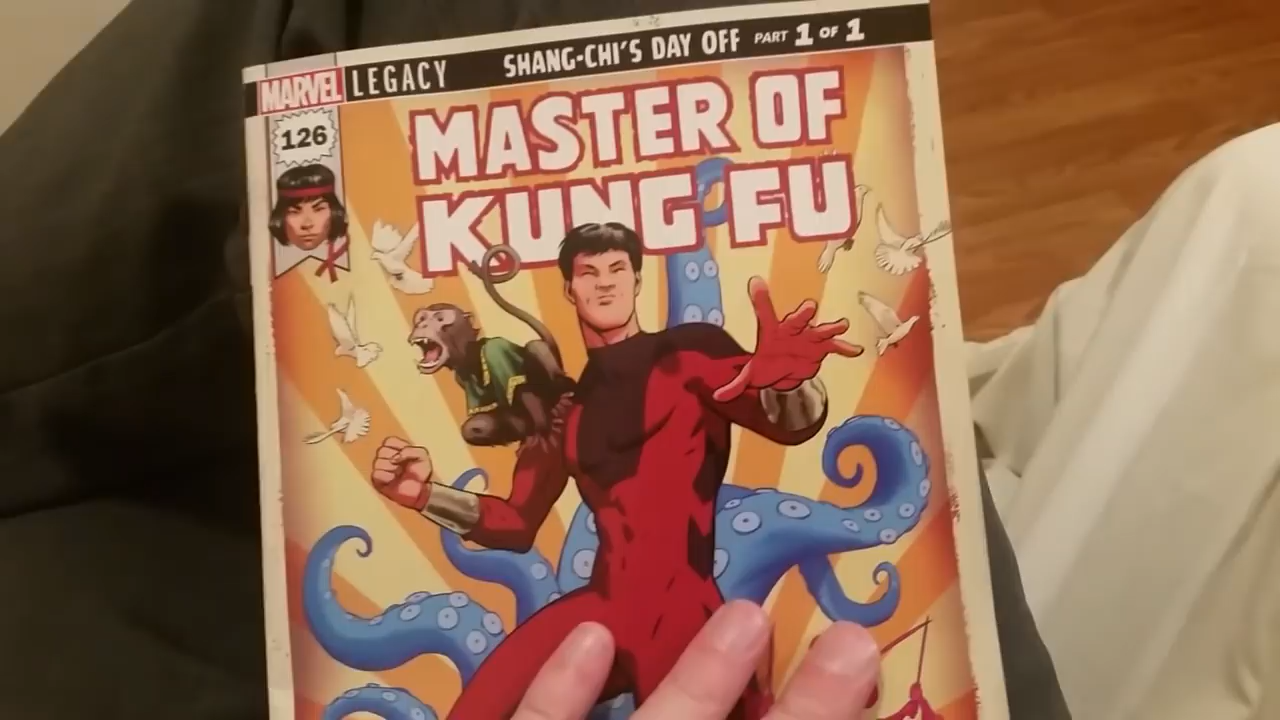 MARVEL LEGACY SHANG-CHI'S DAY OFF PART 1 OF 1
126
MASTER OF
KUNG FU